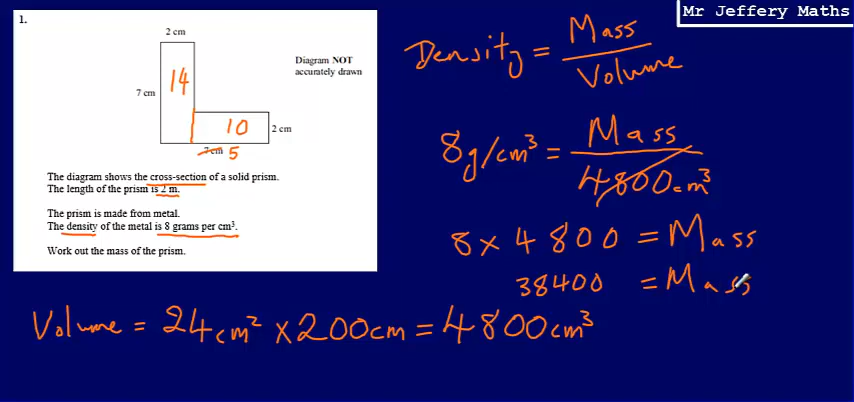 Mr Jeffery Maths
1.
2 cm
Diagram NOT
accurately drawn
14
7 cm
10
2 cm
7 cm 5
The diagram shows the cross-section of a solid prism.
The length of the prism is 2 m.
The prism is made from metal.
The density of the metal is 8 grams per cm³.
Work out the mass of the prism.
Density = Mass
Volume
8g/cm³ = Mass
4800cm³
8 × 4800 = Mass
38400 = Mass
Volume = 24cm² × 200cm = 4800cm³